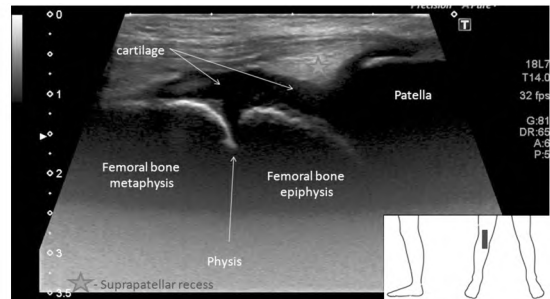 Precision A Pure +
0
T
cartilage
18L7
T14.0
32 fps
1
Patella
G:81
DR:65
A:6
P:5
2
Femoral bone
metaphysis
Femoral bone
epiphysis
Physis
3
- Suprapatellar recess
3.5